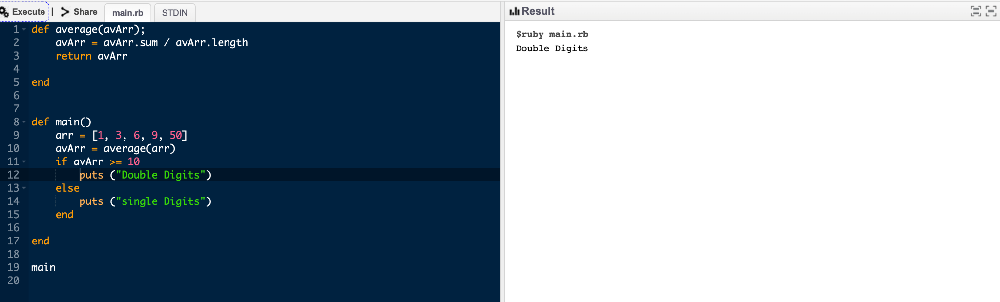 Execute | Share main.rb STDIN
1 def average(avArr);
2 avArr = avArr.sum / avArr.length
3 return avArr
4
5 end
6
7
8 def main()
9 arr = [1, 3, 6, 9, 50]
10 avArr = average(arr)
11 if avArr >= 10
12 puts ("Double Digits")
13 else
14 puts ("single Digits")
15 end
16
17 end
18
19 main
20
Result
$ruby main.rb
Double Digits